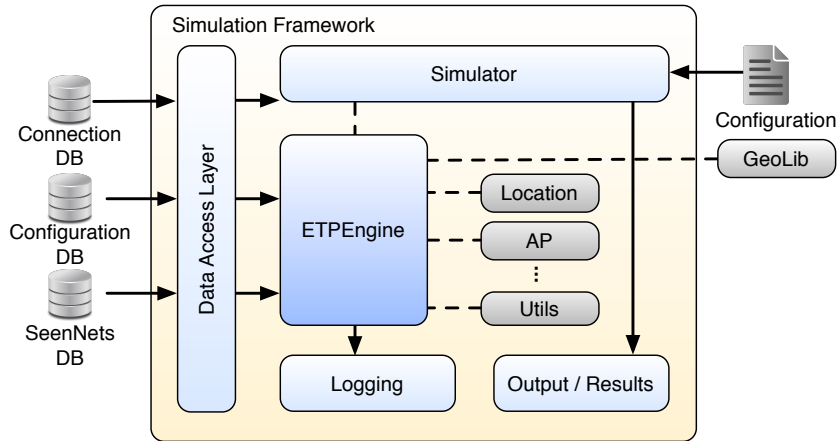 Simulation Framework
Simulator
Connection
DB
Configuration
GeoLib
Data Access Layer
Location
Configuration
DB
ETPEngine
AP
...
Utils
SeenNets
DB
Logging
Output / Results